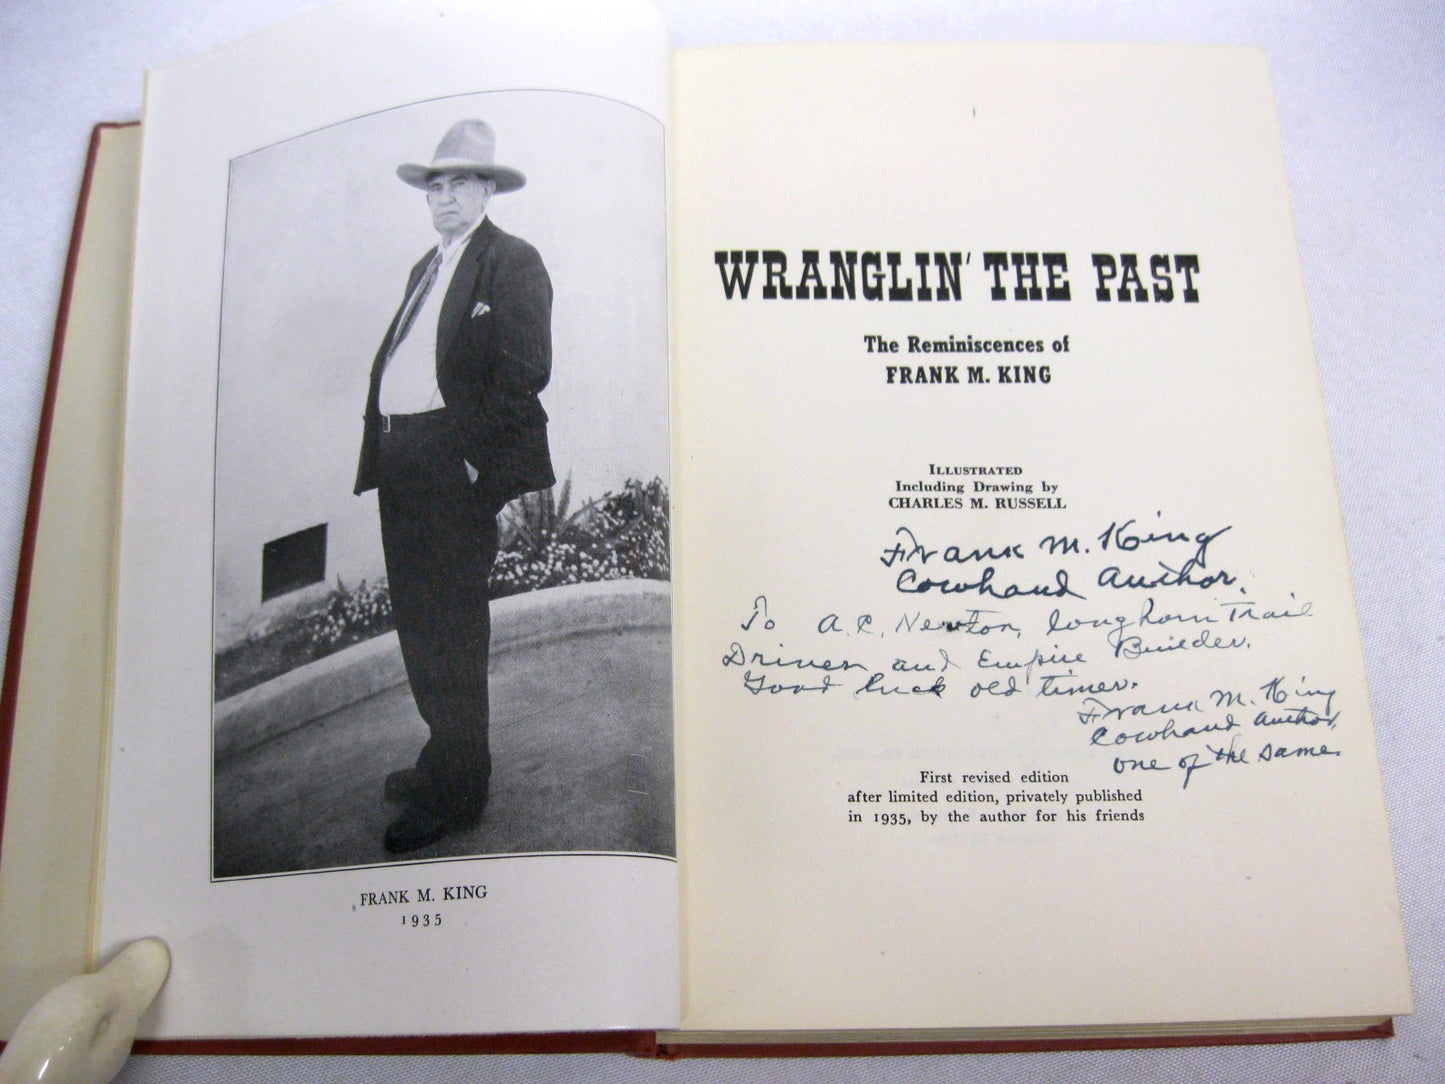 FRANK M. KING
1935
WRANGLIN' THE PAST
The Reminiscences of
FRANK M. KING
ILLUSTRATED
Including Drawing by
CHARLES M. RUSSELL
Frank M. King
Cowhand Author.
To A.C. Newton, longhorn Trail
Driver and Empire Builder.
Good luck old timer.
Frank M. King
Cowhand Author,
one of the same.
First revised edition
after limited edition, privately published
in 1935, by the author for his friends